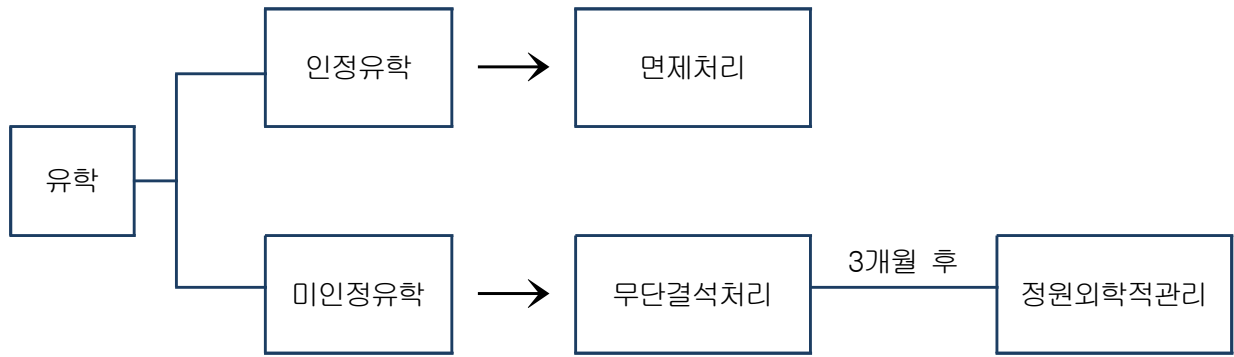 인정유학
면제처리
유학
미인정유학
무단결석처리
3개월 후
정원외학적관리